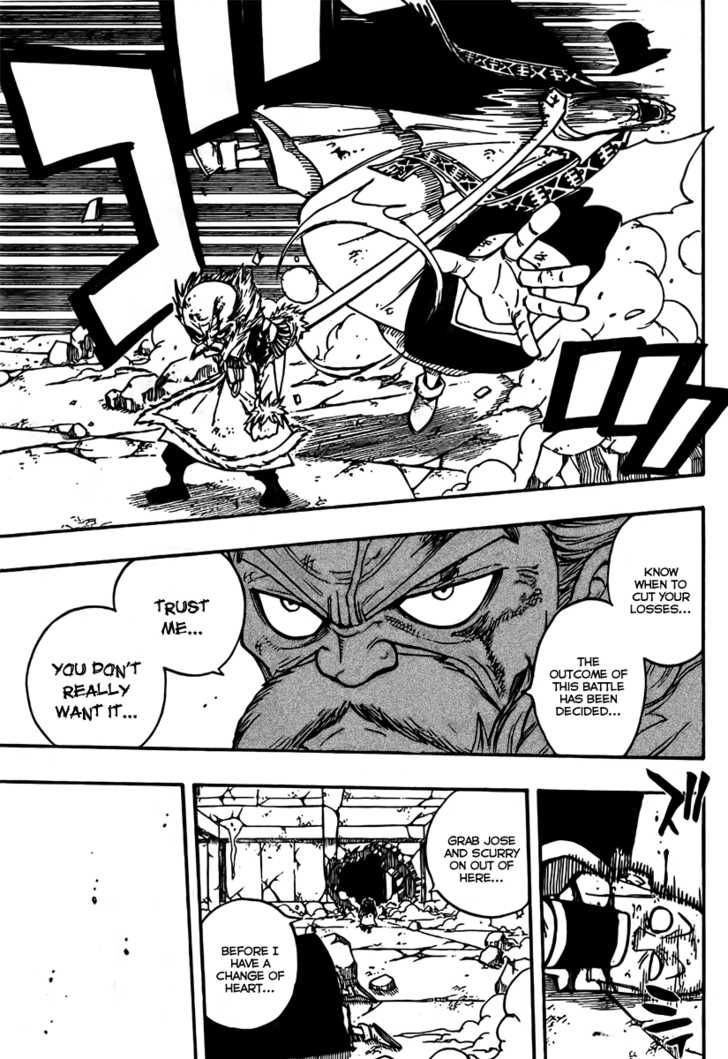 KNOW
WHEN TO
CUT YOUR
LOSSES...
THE
OUTCOME OF
THIS BATTLE
HAS BEEN
DECIDED...
TRUST
ME...
YOU DON'T
REALLY
WANT IT...
GRAB JOSE
AND SCURRY
ON OUT OF
HERE...
BEFORE I
HAVE A
CHANGE OF
HEART...